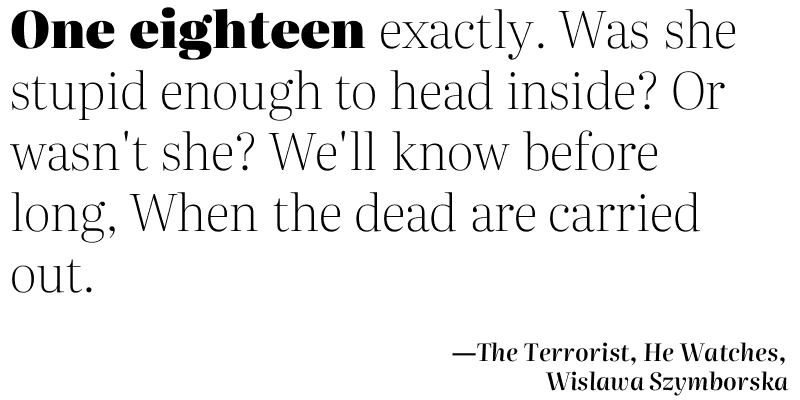 One eighteen exactly. Was she
stupid enough to head inside? Or
wasn't she? We'll know before
long, When the dead are carried
out.
—The Terrorist, He Watches,
Wislawa Szymborska